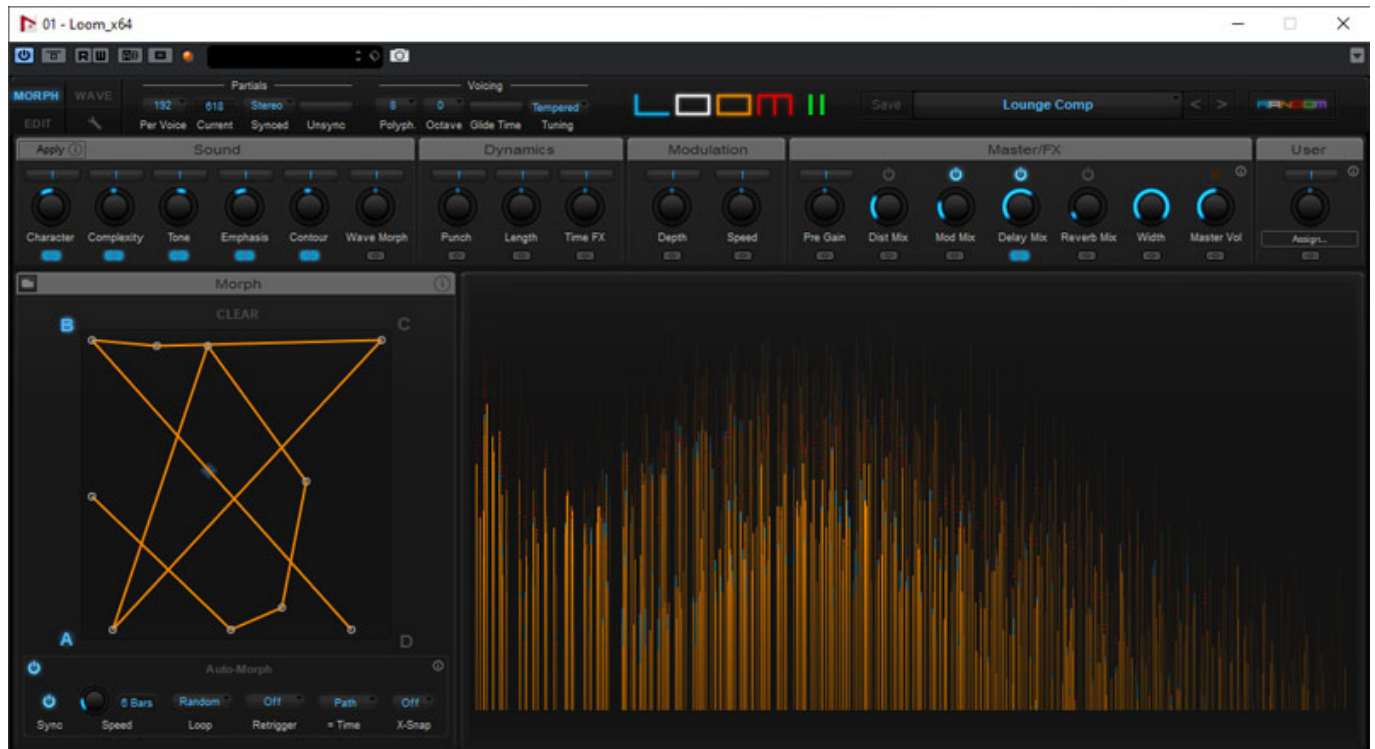 01 - Loom_x64
R W
MORPH WAVE
EDIT
Partials
192 618 Stereo
Per Voice Current Synced Unsync
Voicing
8 0 Tempered
Polyph. Octave Glide Time Tuning
LOOM II
Save Lounge Comp < > RANDOM
Apply Sound Dynamics Modulation Master/FX User
Character Complexity Tone Emphasis Contour Wave Morph Punch Length Time FX Depth Speed Pre Gain Dist Mix Mod Mix Delay Mix Reverb Mix Width Master Vol Assign...
Morph
CLEAR
B C
A D
Auto-Morph
6 Bars Random Off Path Off
Sync Speed Loop Retrigger = Time X-Snap